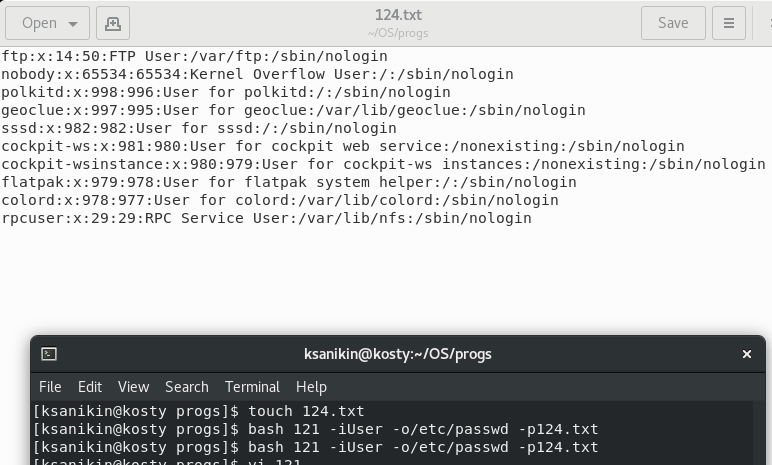 Open
124.txt
~/OS/progs
Save
ftp:x:14:50:FTP User:/var/ftp:/sbin/nologin
nobody:x:65534:65534:Kernel Overflow User:/:/sbin/nologin
polkitd:x:998:996:User for polkitd:/:/sbin/nologin
geoclue:x:997:995:User for geoclue:/var/lib/geoclue:/sbin/nologin
sssd:x:982:982:User for sssd:/:/sbin/nologin
cockpit-ws:x:981:980:User for cockpit web service:/nonexisting:/sbin/nologin
cockpit-wsinstance:x:980:979:User for cockpit-ws instances:/nonexisting:/sbin/nologin
flatpak:x:979:978:User for flatpak system helper:/:/sbin/nologin
colord:x:978:977:User for colord:/var/lib/colord:/sbin/nologin
rpcuser:x:29:29:RPC Service User:/var/lib/nfs:/sbin/nologin
ksanikin@kosty:~/OS/progs
File Edit View Search Terminal Help
[ksanikin@kosty progs]$ touch 124.txt
[ksanikin@kosty progs]$ bash 121 -iUser -o/etc/passwd -p124.txt
[ksanikin@kosty progs]$ bash 121 -iUser -o/etc/passwd -p124.txt
[ksanikin@kosty progs]$ vi 121